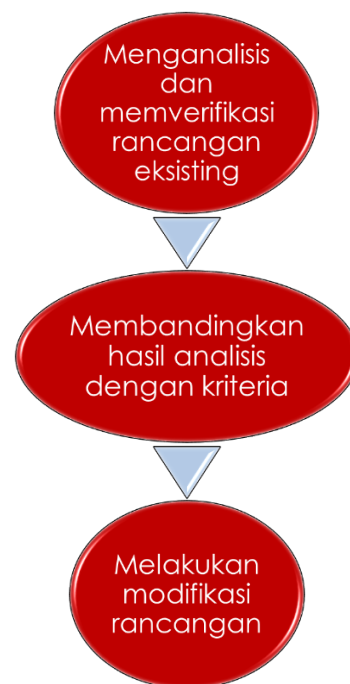 Menganalisis
dan
memverifikasi
rancangan
eksisting
Membandingkan
hasil analisis
dengan kriteria
Melakukan
modifikasi
rancangan